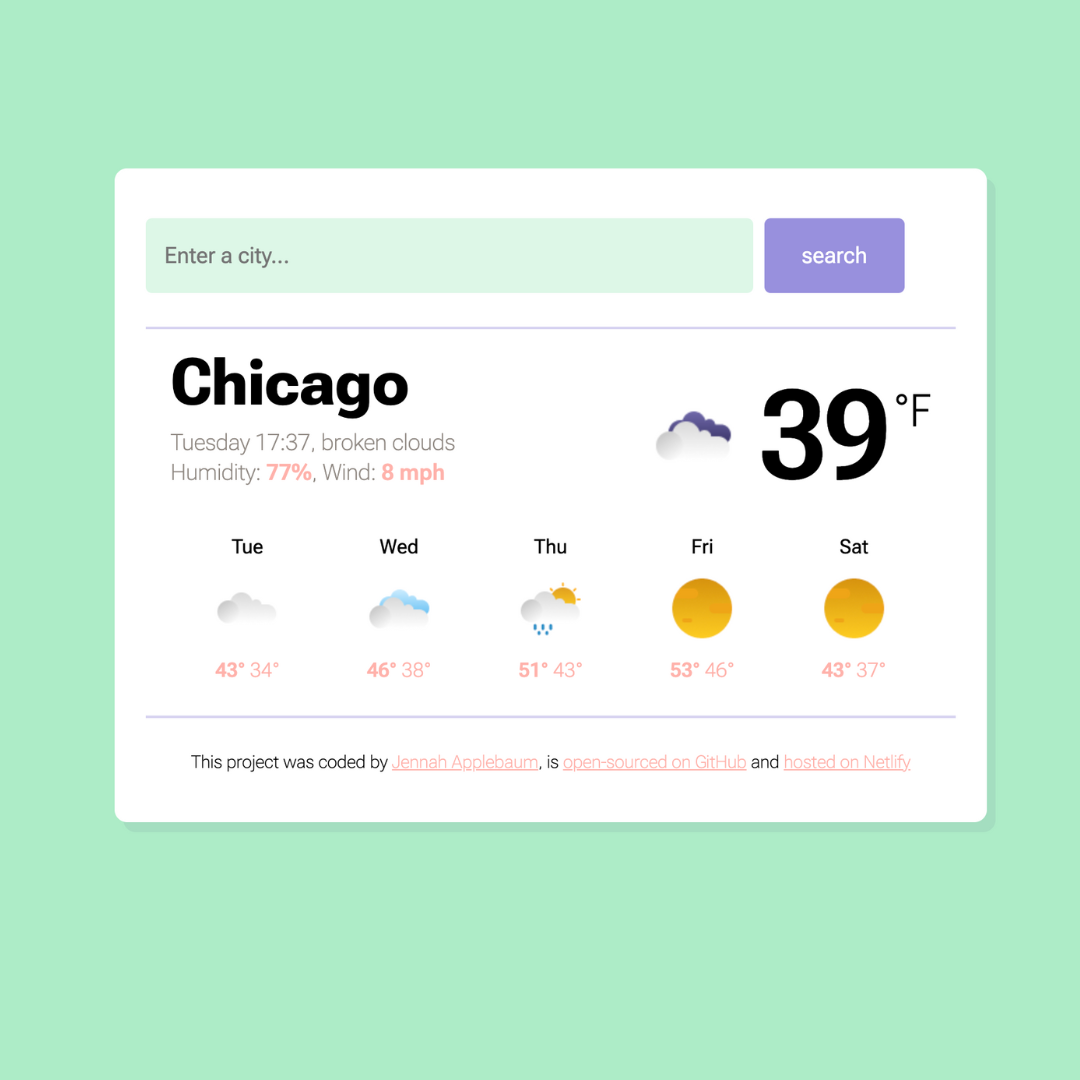 Enter a city...
search
Chicago
39 °F
Tuesday 17:37, broken clouds
Humidity: 77%, Wind: 8 mph
Tue Wed Thu Fri Sat
43° 34° 46° 38° 51° 43° 53° 46° 43° 37°
This project was coded by Jennah Applebaum, is open-sourced on GitHub and hosted on Netlify